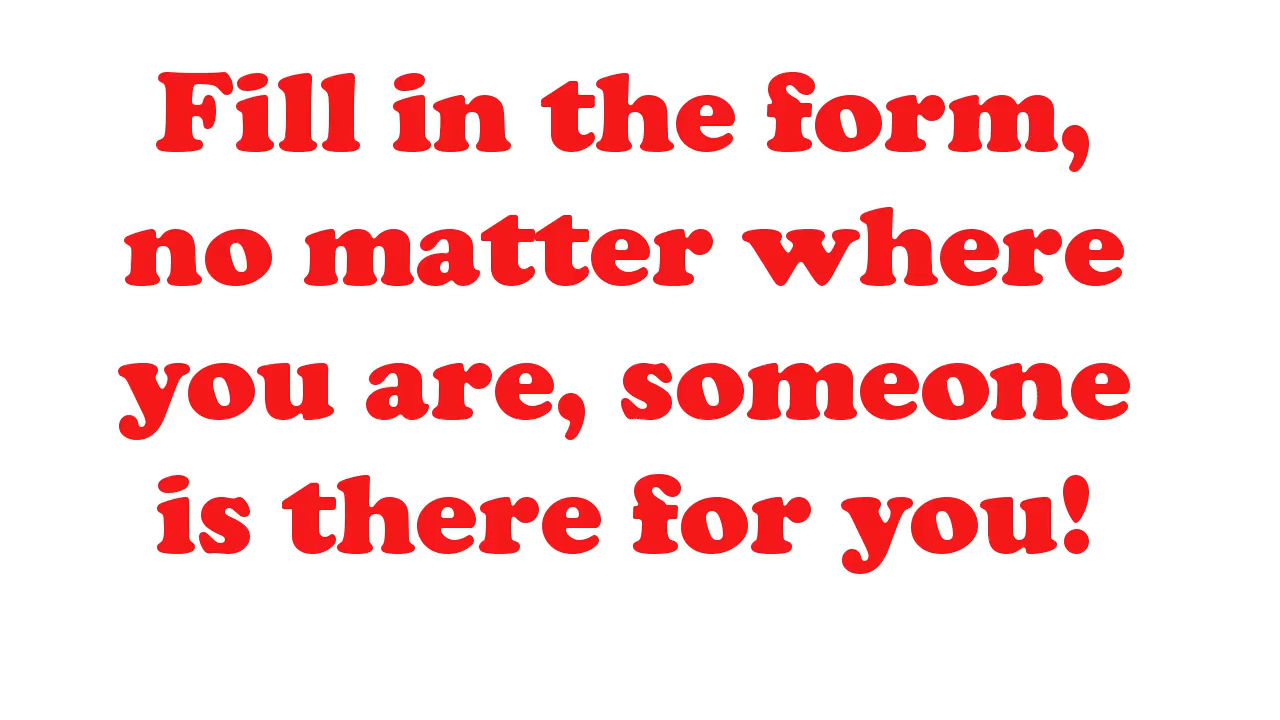 Fill in the form,
no matter where
you are, someone
is there for you!